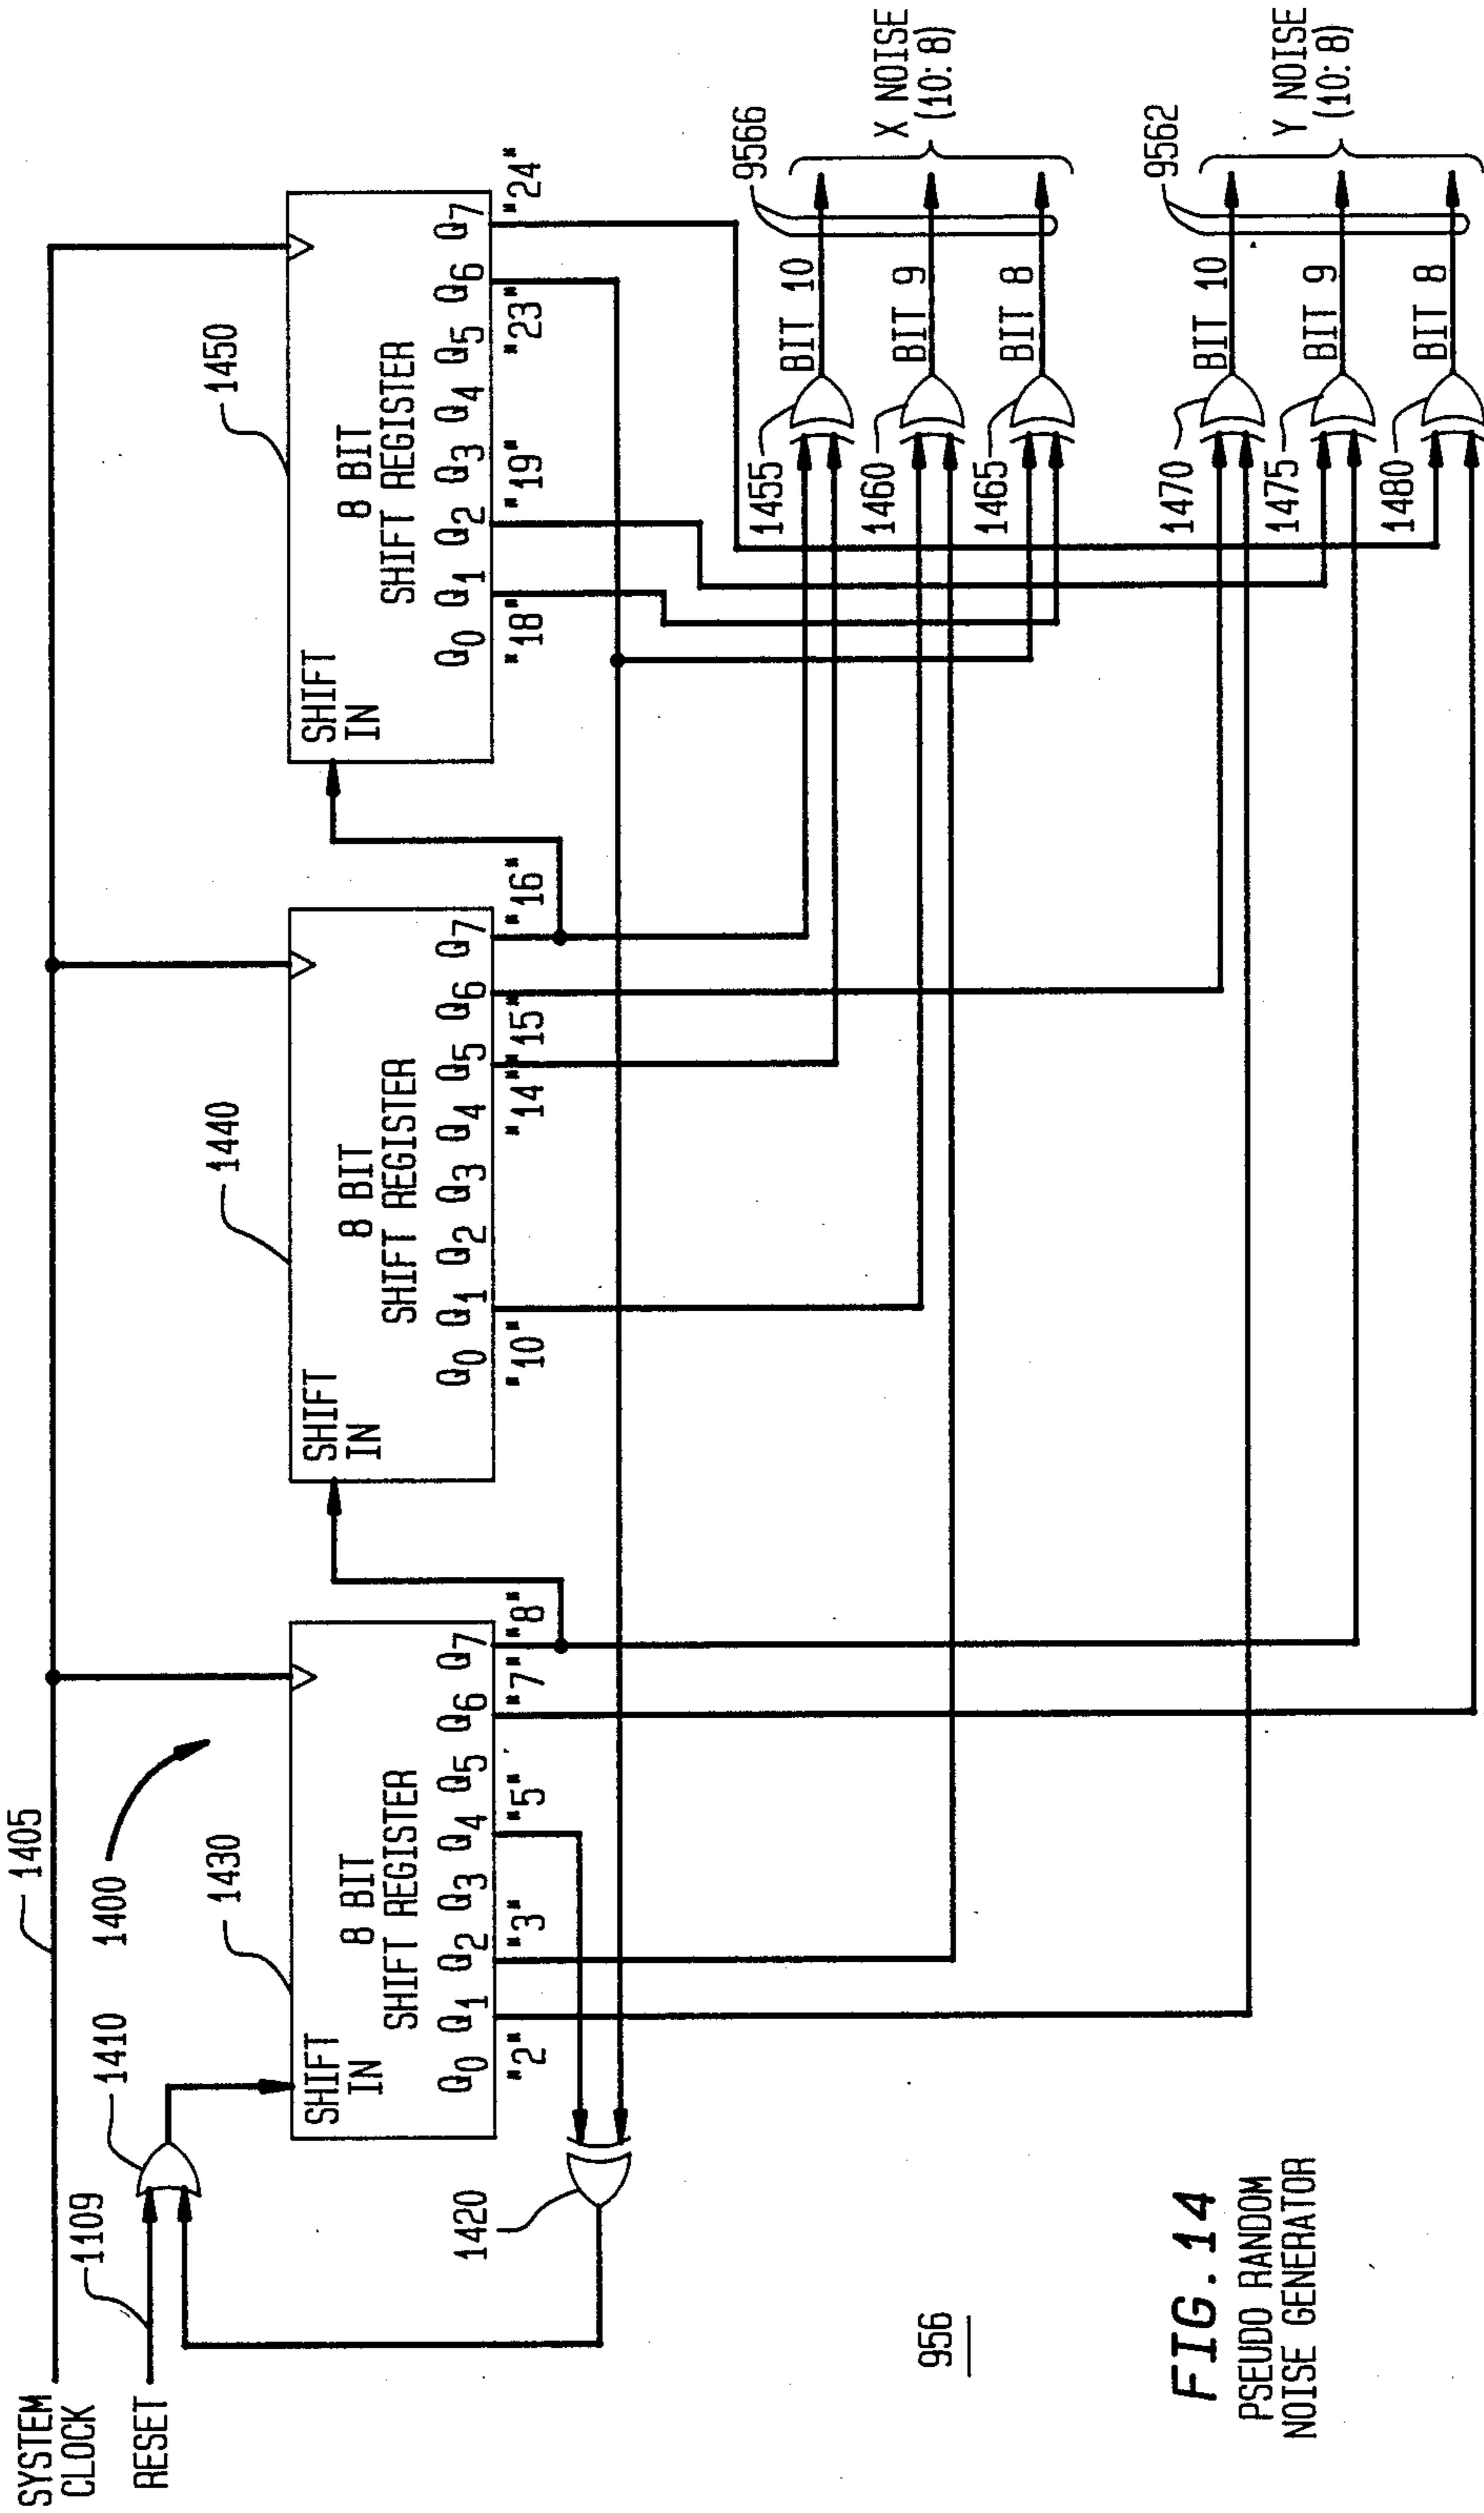 SYSTEM
CLOCK
1405
RESET
1109
1410
1400
1430
1440
1450
SHIFT
IN
8 BIT
SHIFT REGISTER
Q0 Q1 Q2 Q3 Q4 Q5 Q6 Q7
"2" "3" "5" "7" "8"
SHIFT
IN
8 BIT
SHIFT REGISTER
Q0 Q1 Q2 Q3 Q4 Q5 Q6 Q7
"10" "14" "15" "16"
SHIFT
IN
8 BIT
SHIFT REGISTER
Q0 Q1 Q2 Q3 Q4 Q5 Q6 Q7
"18" "19" "23" "24"
1420
1455
BIT 10
9566
1460
BIT 9
X NOISE
(10:8)
1465
BIT 8
1470
BIT 10
9562
1475
BIT 9
Y NOISE
(10:8)
1480
BIT 8
956
FIG. 14
PSEUDO RANDOM
NOISE GENERATOR